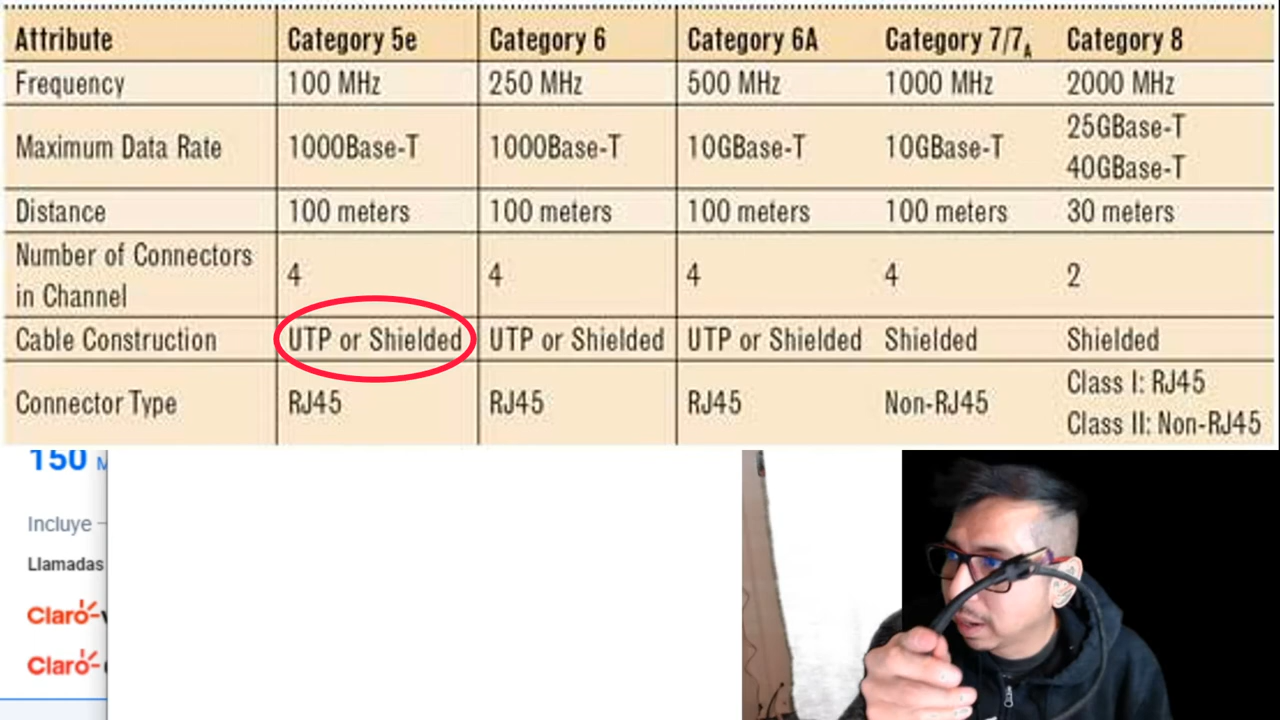 Attribute Category 5e Category 6 Category 6A Category 7/7A Category 8
Frequency 100 MHz 250 MHz 500 MHz 1000 MHz 2000 MHz
Maximum Data Rate 1000Base-T 1000Base-T 10GBase-T 10GBase-T 25GBase-T
40GBase-T
Distance 100 meters 100 meters 100 meters 100 meters 30 meters
Number of Connectors
in Channel 4 4 4 4 2
Cable Construction UTP or Shielded UTP or Shielded UTP or Shielded Shielded Shielded
Connector Type RJ45 RJ45 RJ45 Non-RJ45 Class I: RJ45
Class II: Non-RJ45
150
Incluye
Llamadas
Claro-
Claro-